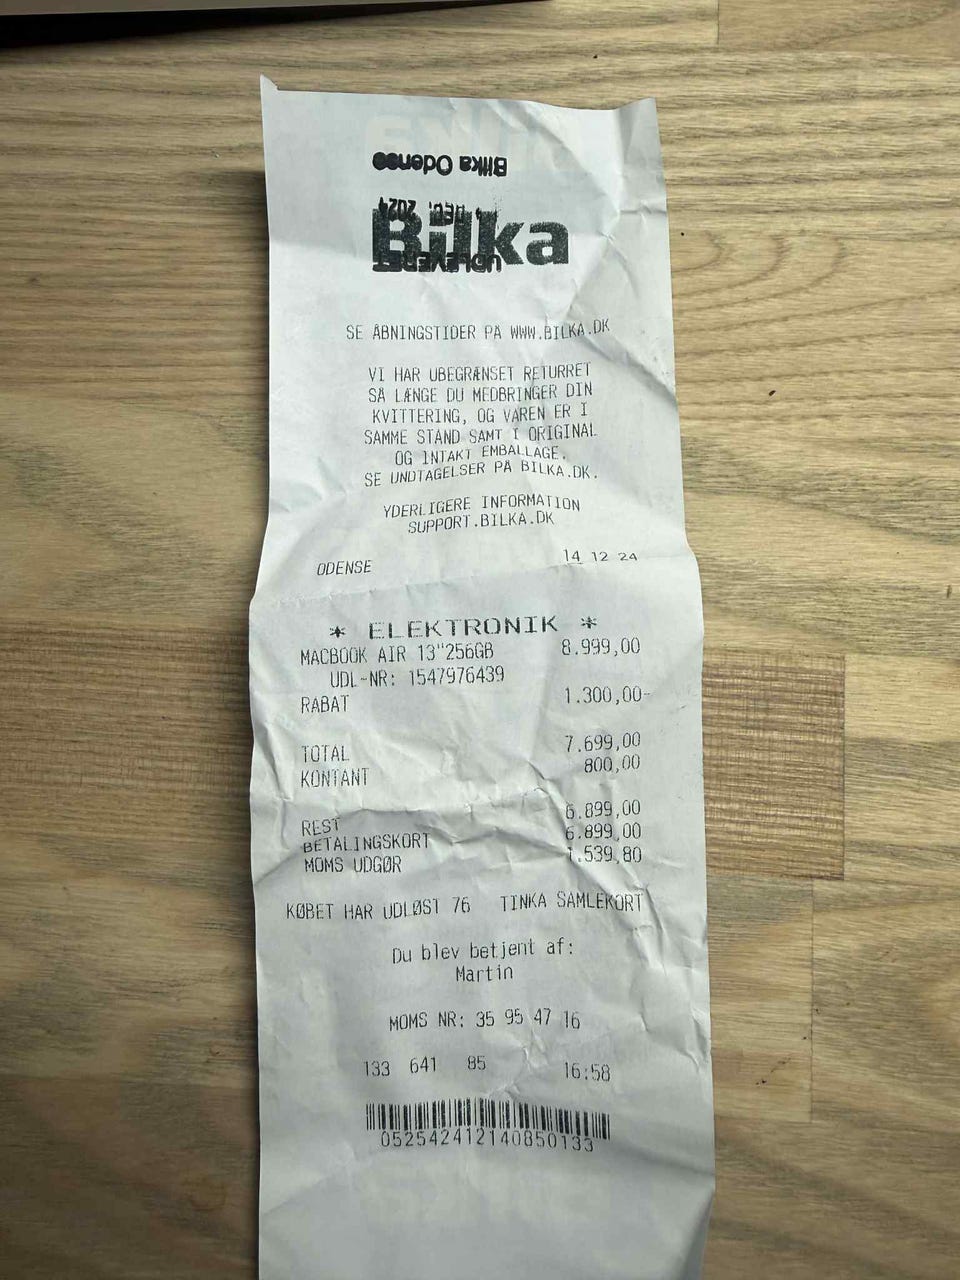 Bilka Odense
DEC. 2024
UDLEVERET
Bilka
SE ÅBNINGSTIDER PÅ WWW.BILKA.DK
VI HAR UBEGRÆNSET RETURRET
SÅ LÆNGE DU MEDBRINGER DIN
KVITTERING, OG VAREN ER I
SAMME STAND SAMT I ORIGINAL
OG INTAKT EMBALLAGE.
SE UNDTAGELSER PÅ BILKA.DK.
YDERLIGERE INFORMATION
SUPPORT.BILKA.DK
ODENSE 14 12 24
* ELEKTRONIK *
MACBOOK AIR 13"256GB 8.999,00
UDL-NR: 1547976439
RABAT 1.300,00-
TOTAL 7.699,00
KONTANT 800,00
REST 6.899,00
BETALINGSKORT 6.899,00
MOMS UDGØR 1.539,80
KØBET HAR UDLØST 76 TINKA SAMLEKORT
Du blev betjent af:
Martin
MOMS NR: 35 95 47 16
133 641 85 16:58
052542412140850133